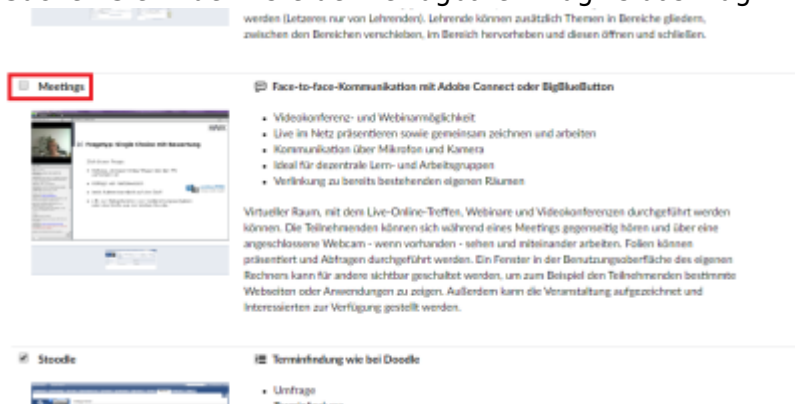 werden (Letzeres nur von Lehrenden). Lehrende können zusätzlich Themen in Bereiche gliedern,
zwischen den Bereichen verschieben, im Bereich hervorheben und diesen öffnen und schließen.
Meetings
Face-to-face-Kommunikation mit Adobe Connect oder BigBlueButton
• Videokonferenz- und Webinarmöglichkeit
• Live im Netz präsentieren sowie gemeinsam zeichnen und arbeiten
• Kommunikation über Mikrofon und Kamera
• Ideal für dezentrale Lern- und Arbeitsgruppen
• Verlinkung zu bereits bestehenden eigenen Räumen
Virtueller Raum, mit dem Live-Online-Treffen, Webinare und Videokonferenzen durchgeführt werden
können. Die Teilnehmenden können sich während eines Meetings gegenseitig hören und über eine
angeschlossene Webcam - wenn vorhanden - sehen und miteinander arbeiten. Folien können
präsentiert und Abfragen durchgeführt werden. Ein Fenster in der Benutzungsoberfläche des eigenen
Rechners kann für andere sichtbar geschaltet werden, um zum Beispiel den Teilnehmenden bestimmte
Webseiten oder Anwendungen zu zeigen. Außerdem kann die Veranstaltung aufgezeichnet und
Interessierten zur Verfügung gestellt werden.
Stoodle
Terminfindung wie bei Doodle
• Umfrage